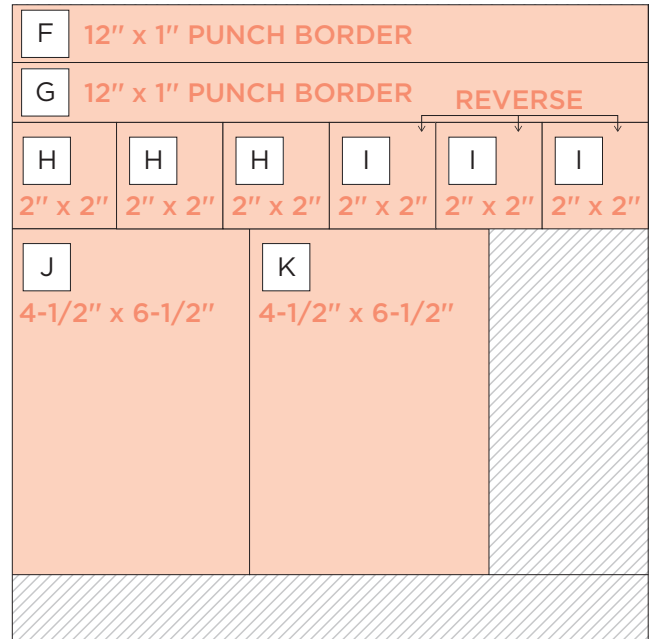 F 12" x 1" PUNCH BORDER
G 12" x 1" PUNCH BORDER
REVERSE
H H H I I I
2" x 2" 2" x 2" 2" x 2" 2" x 2" 2" x 2" 2" x 2"
J K
4-1/2" x 6-1/2" 4-1/2" x 6-1/2"